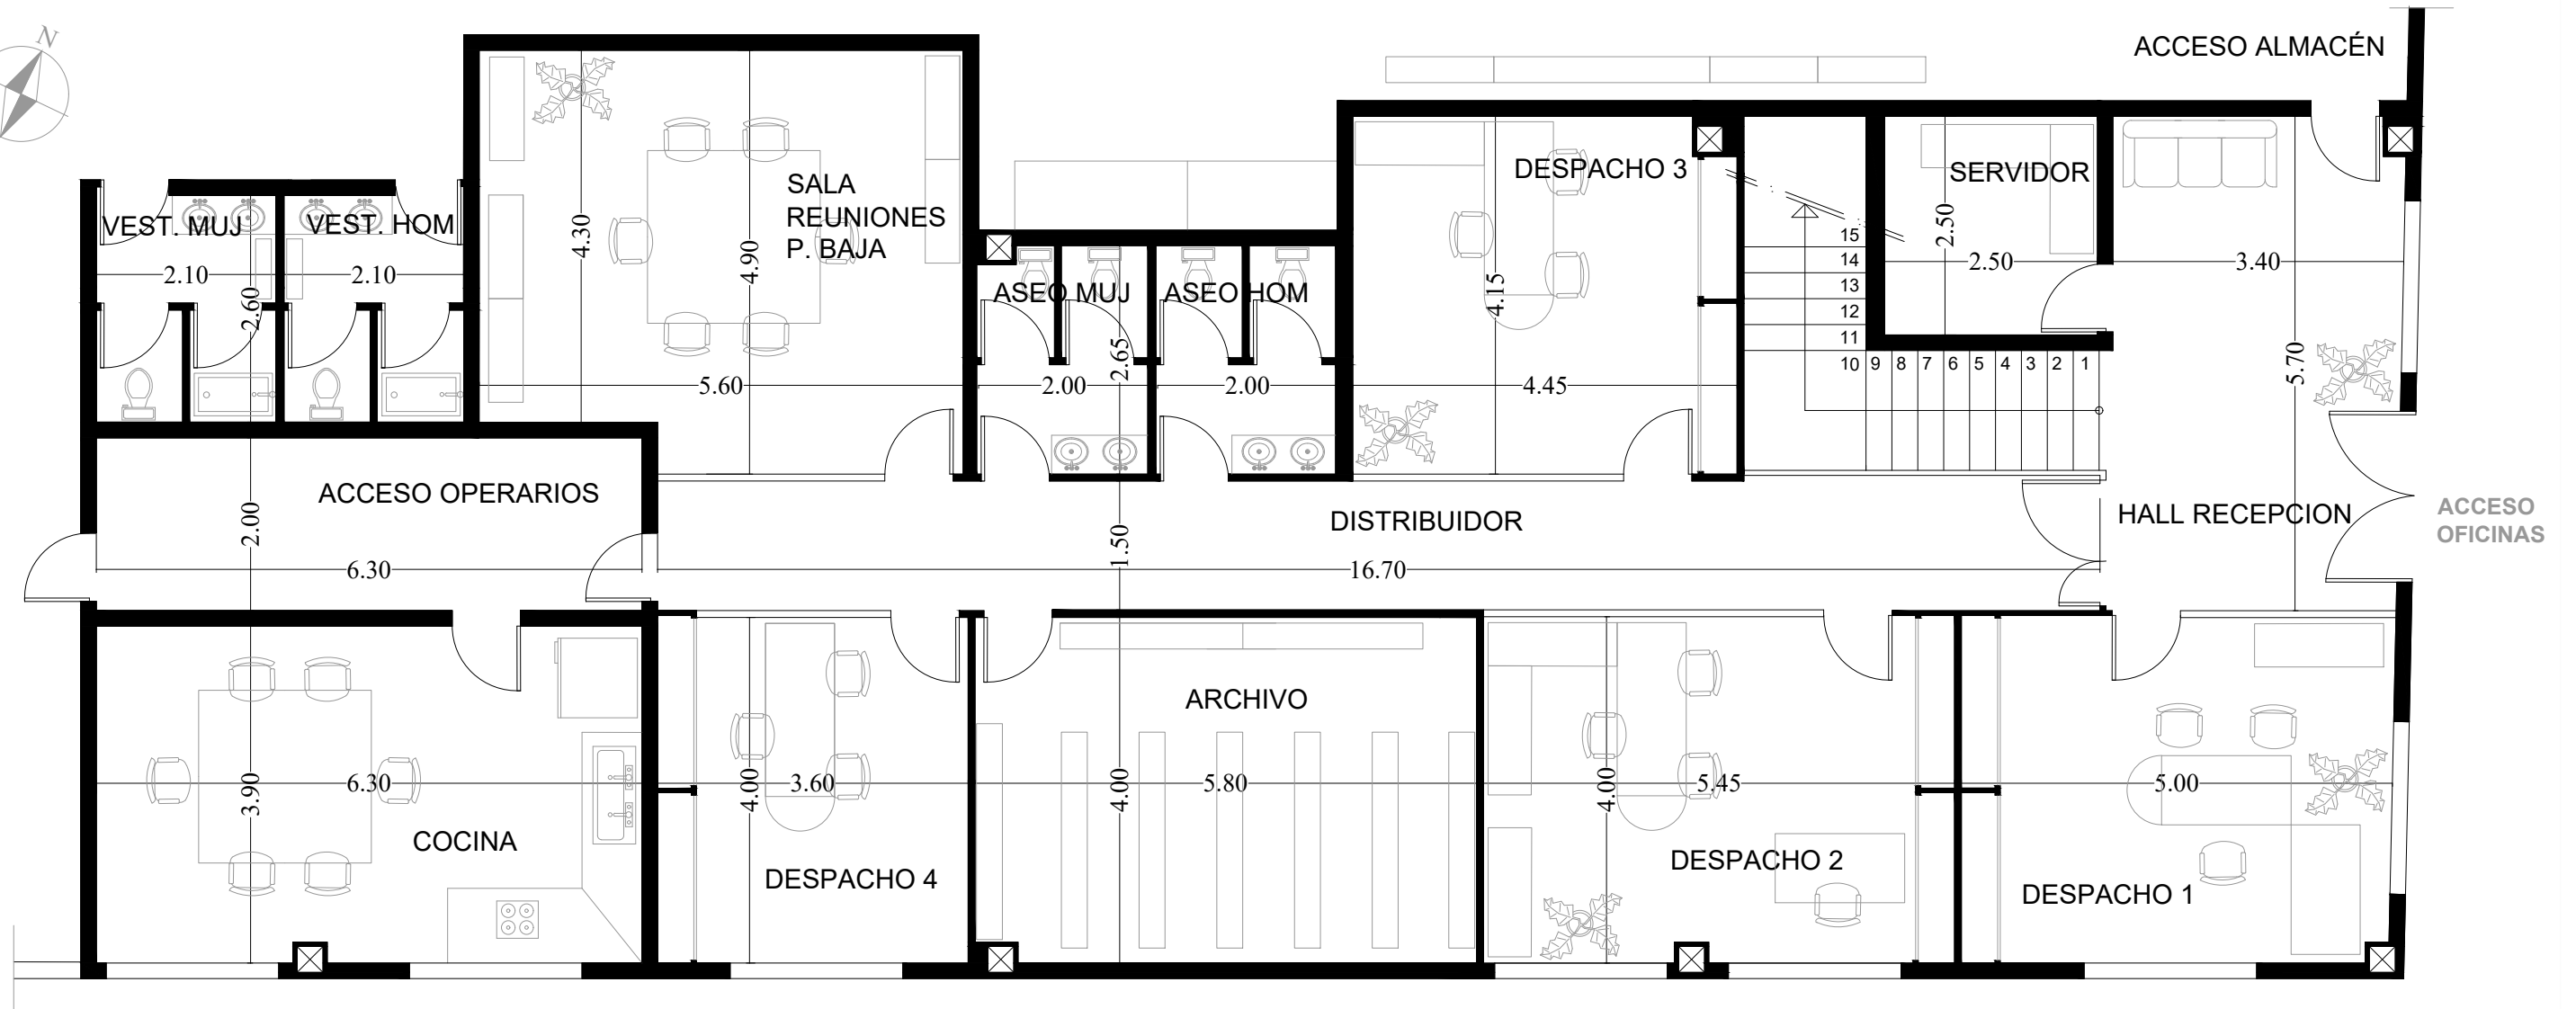 N
ACCESO ALMACÉN
SALA
REUNIONES
P. BAJA
DESPACHO 3
SERVIDOR
VEST. MUJ
VEST. HOM
4.30
4.90
2.50
15
14
13
12
11
10 9 8 7 6 5 4 3 2 1
2.10
2.10
2.60
ASEO MUJ
ASEO HOM
4.15
2.50
3.40
5.60
2.00
2.65
2.00
4.45
5.70
ACCESO OPERARIOS
2.00
6.30
DISTRIBUIDOR
1.50
16.70
HALL RECEPCION
ACCESO
OFICINAS
ARCHIVO
3.90
6.30
4.00
3.60
4.00
5.80
4.00
5.45
5.00
COCINA
DESPACHO 4
DESPACHO 2
DESPACHO 1